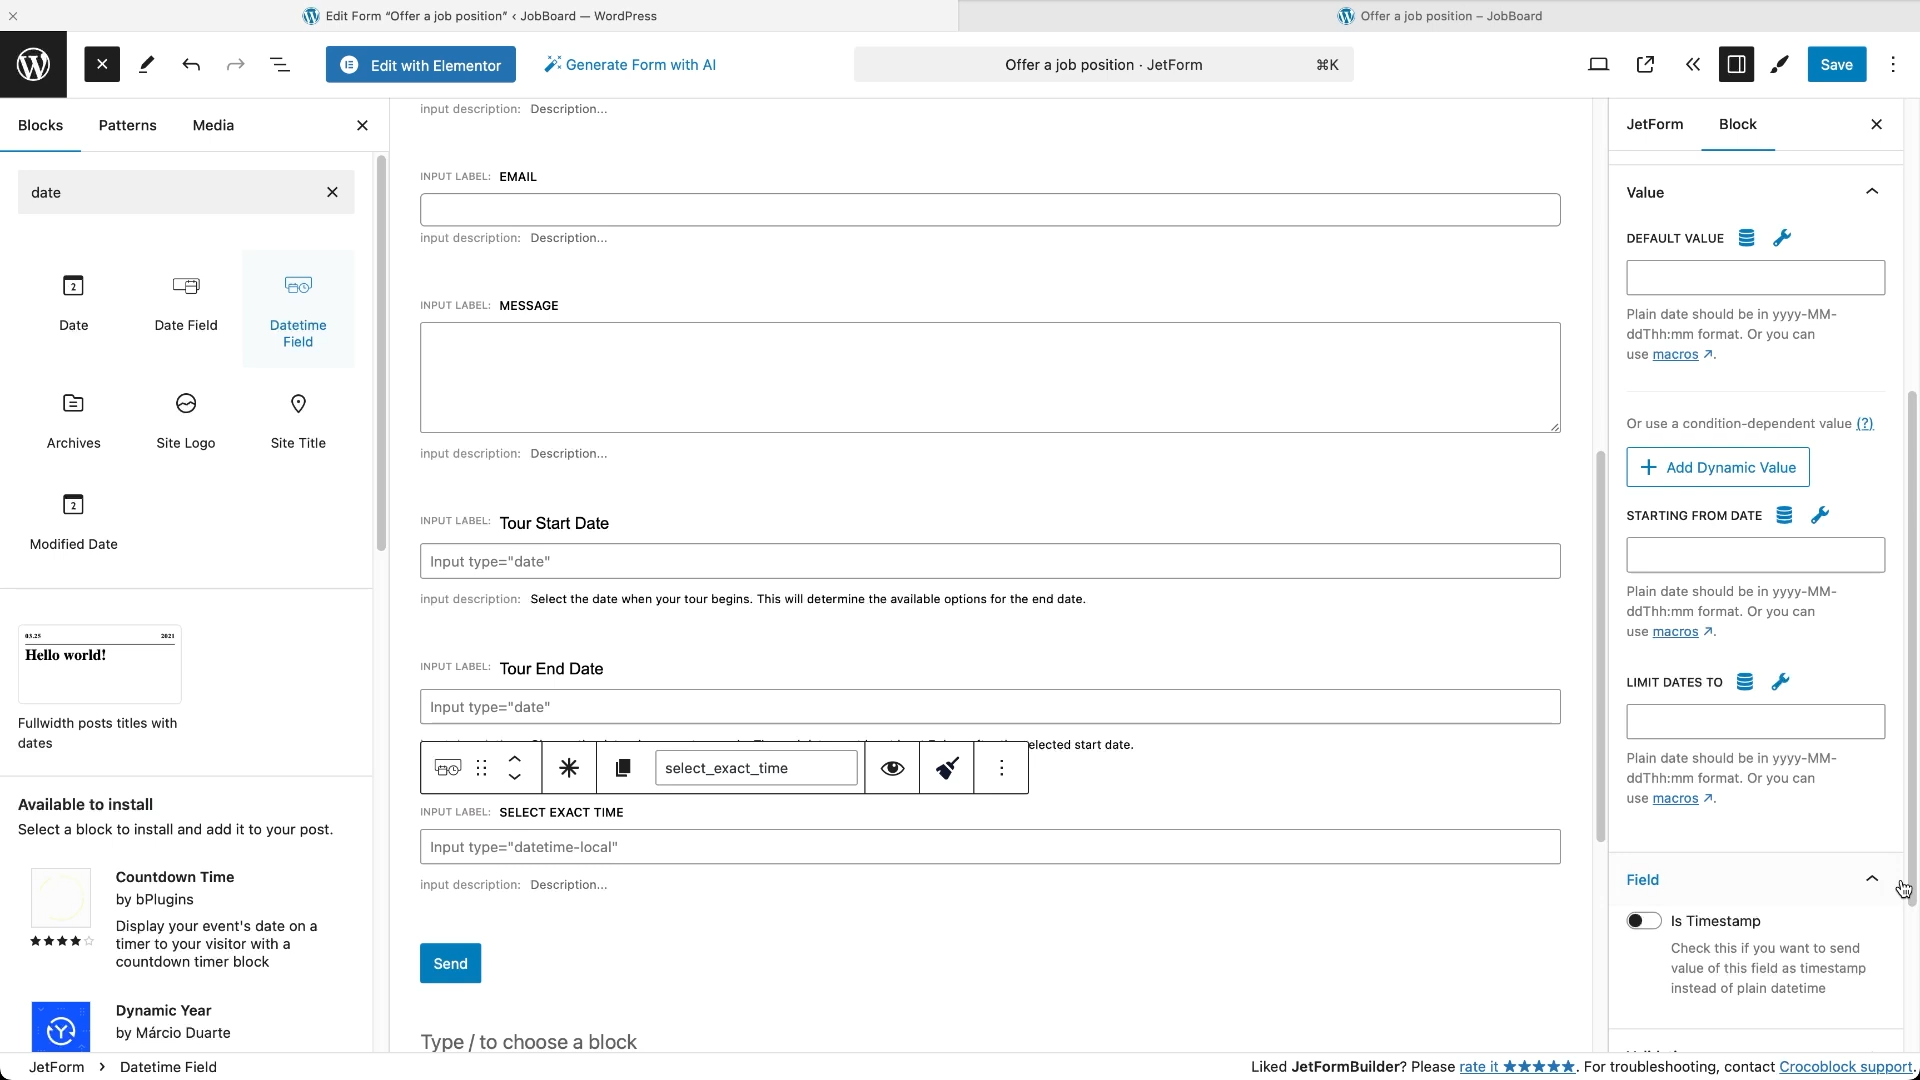 Edit Form “Offer a job position” ‹ JobBoard — WordPress
Offer a job position – JobBoard
Edit with Elementor
Generate Form with AI
Offer a job position · JetForm
⌘K
Save
Blocks
Patterns
Media
date
Date
Date Field
Datetime
Field
Archives
Site Logo
Site Title
Modified Date
03.25
2021
Hello world!
Fullwidth posts titles with
dates
Available to install
Select a block to install and add it to your post.
Countdown Time
by bPlugins
Display your event's date on a
timer to your visitor with a
countdown timer block
Dynamic Year
by Márcio Duarte
input description: Description...
INPUT LABEL: EMAIL
input description: Description...
INPUT LABEL: MESSAGE
input description: Description...
INPUT LABEL: Tour Start Date
Input type="date"
input description: Select the date when your tour begins. This will determine the available options for the end date.
INPUT LABEL: Tour End Date
Input type="date"
elected start date.
select_exact_time
INPUT LABEL: SELECT EXACT TIME
Input type="datetime-local"
input description: Description...
Send
Type / to choose a block
JetForm
Block
Value
DEFAULT VALUE
Plain date should be in yyyy-MM-
ddThh:mm format. Or you can
use macros ↗.
Or use a condition-dependent value (?)
+ Add Dynamic Value
STARTING FROM DATE
Plain date should be in yyyy-MM-
ddThh:mm format. Or you can
use macros ↗.
LIMIT DATES TO
Plain date should be in yyyy-MM-
ddThh:mm format. Or you can
use macros ↗.
Field
Is Timestamp
Check this if you want to send
value of this field as timestamp
instead of plain datetime
JetForm › Datetime Field
Liked JetFormBuilder? Please rate it ★★★★★. For troubleshooting, contact Crocoblock support.